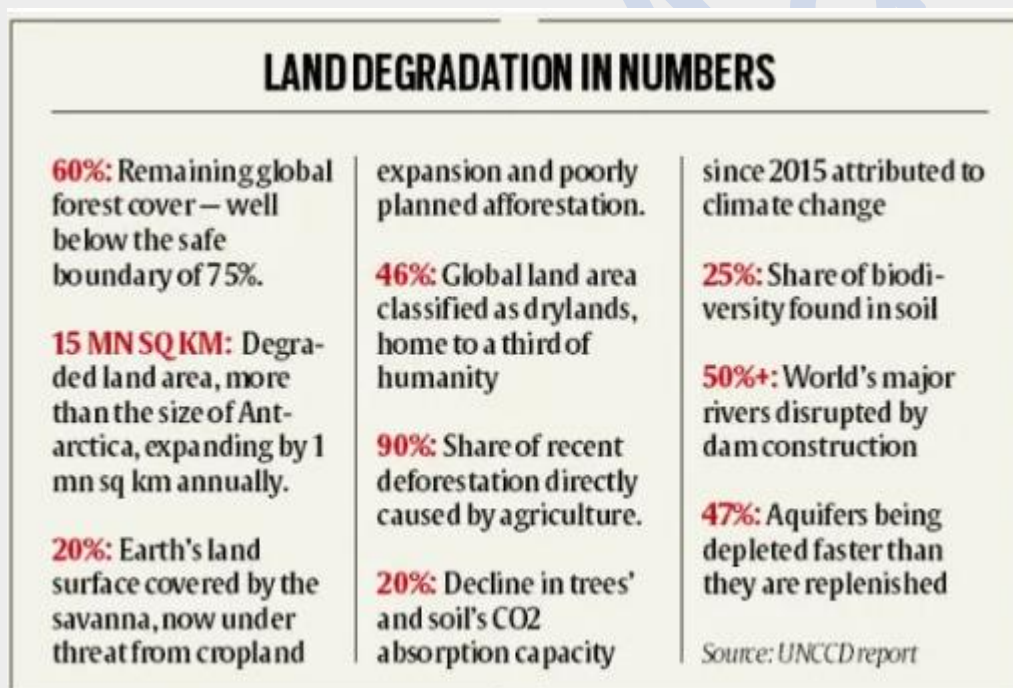 LAND DEGRADATION IN NUMBERS
60%: Remaining global
forest cover — well
below the safe
boundary of 75%.
15 MN SQ KM: Degra-
ded land area, more
than the size of Ant-
arctica, expanding by 1
mn sq km annually.
20%: Earth's land
surface covered by the
savanna, now under
threat from cropland
expansion and poorly
planned afforestation.
46%: Global land area
classified as drylands,
home to a third of
humanity
90%: Share of recent
deforestation directly
caused by agriculture.
20%: Decline in trees'
and soil's CO2
absorption capacity
since 2015 attributed to
climate change
25%: Share of biodi-
versity found in soil
50%+: World's major
rivers disrupted by
dam construction
47%: Aquifers being
depleted faster than
they are replenished
Source: UNCCD report